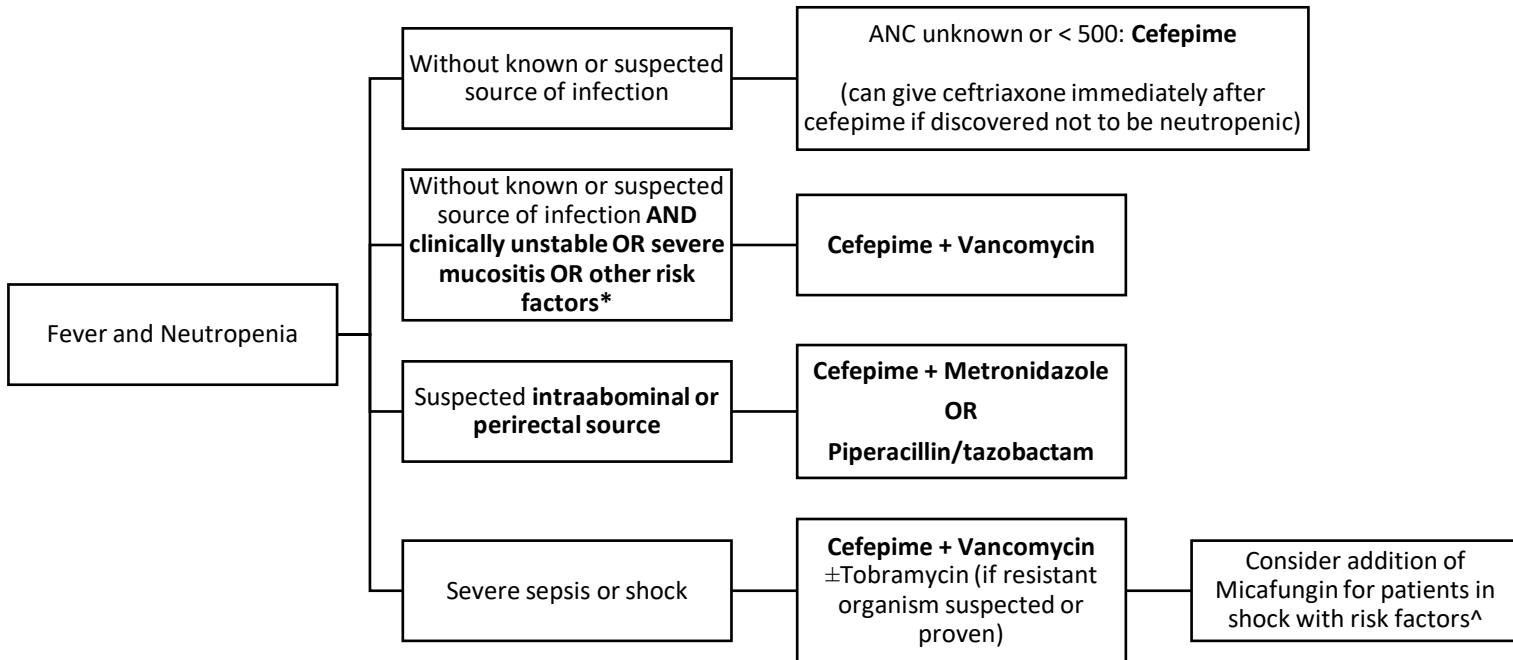 Fever and Neutropenia
Without known or suspected
source of infection
ANC unknown or < 500: Cefepime
(can give ceftriaxone immediately after
cefepime if discovered not to be neutropenic)
Without known or suspected
source of infection AND
clinically unstable OR severe
mucositis OR other risk
factors*
Cefepime + Vancomycin
Suspected intraabominal or
perirectal source
Cefepime + Metronidazole
OR
Piperacillin/tazobactam
Severe sepsis or shock
Cefepime + Vancomycin
±Tobramycin (if resistant
organism suspected or
proven)
Consider addition of
Micafungin for patients in
shock with risk factors^